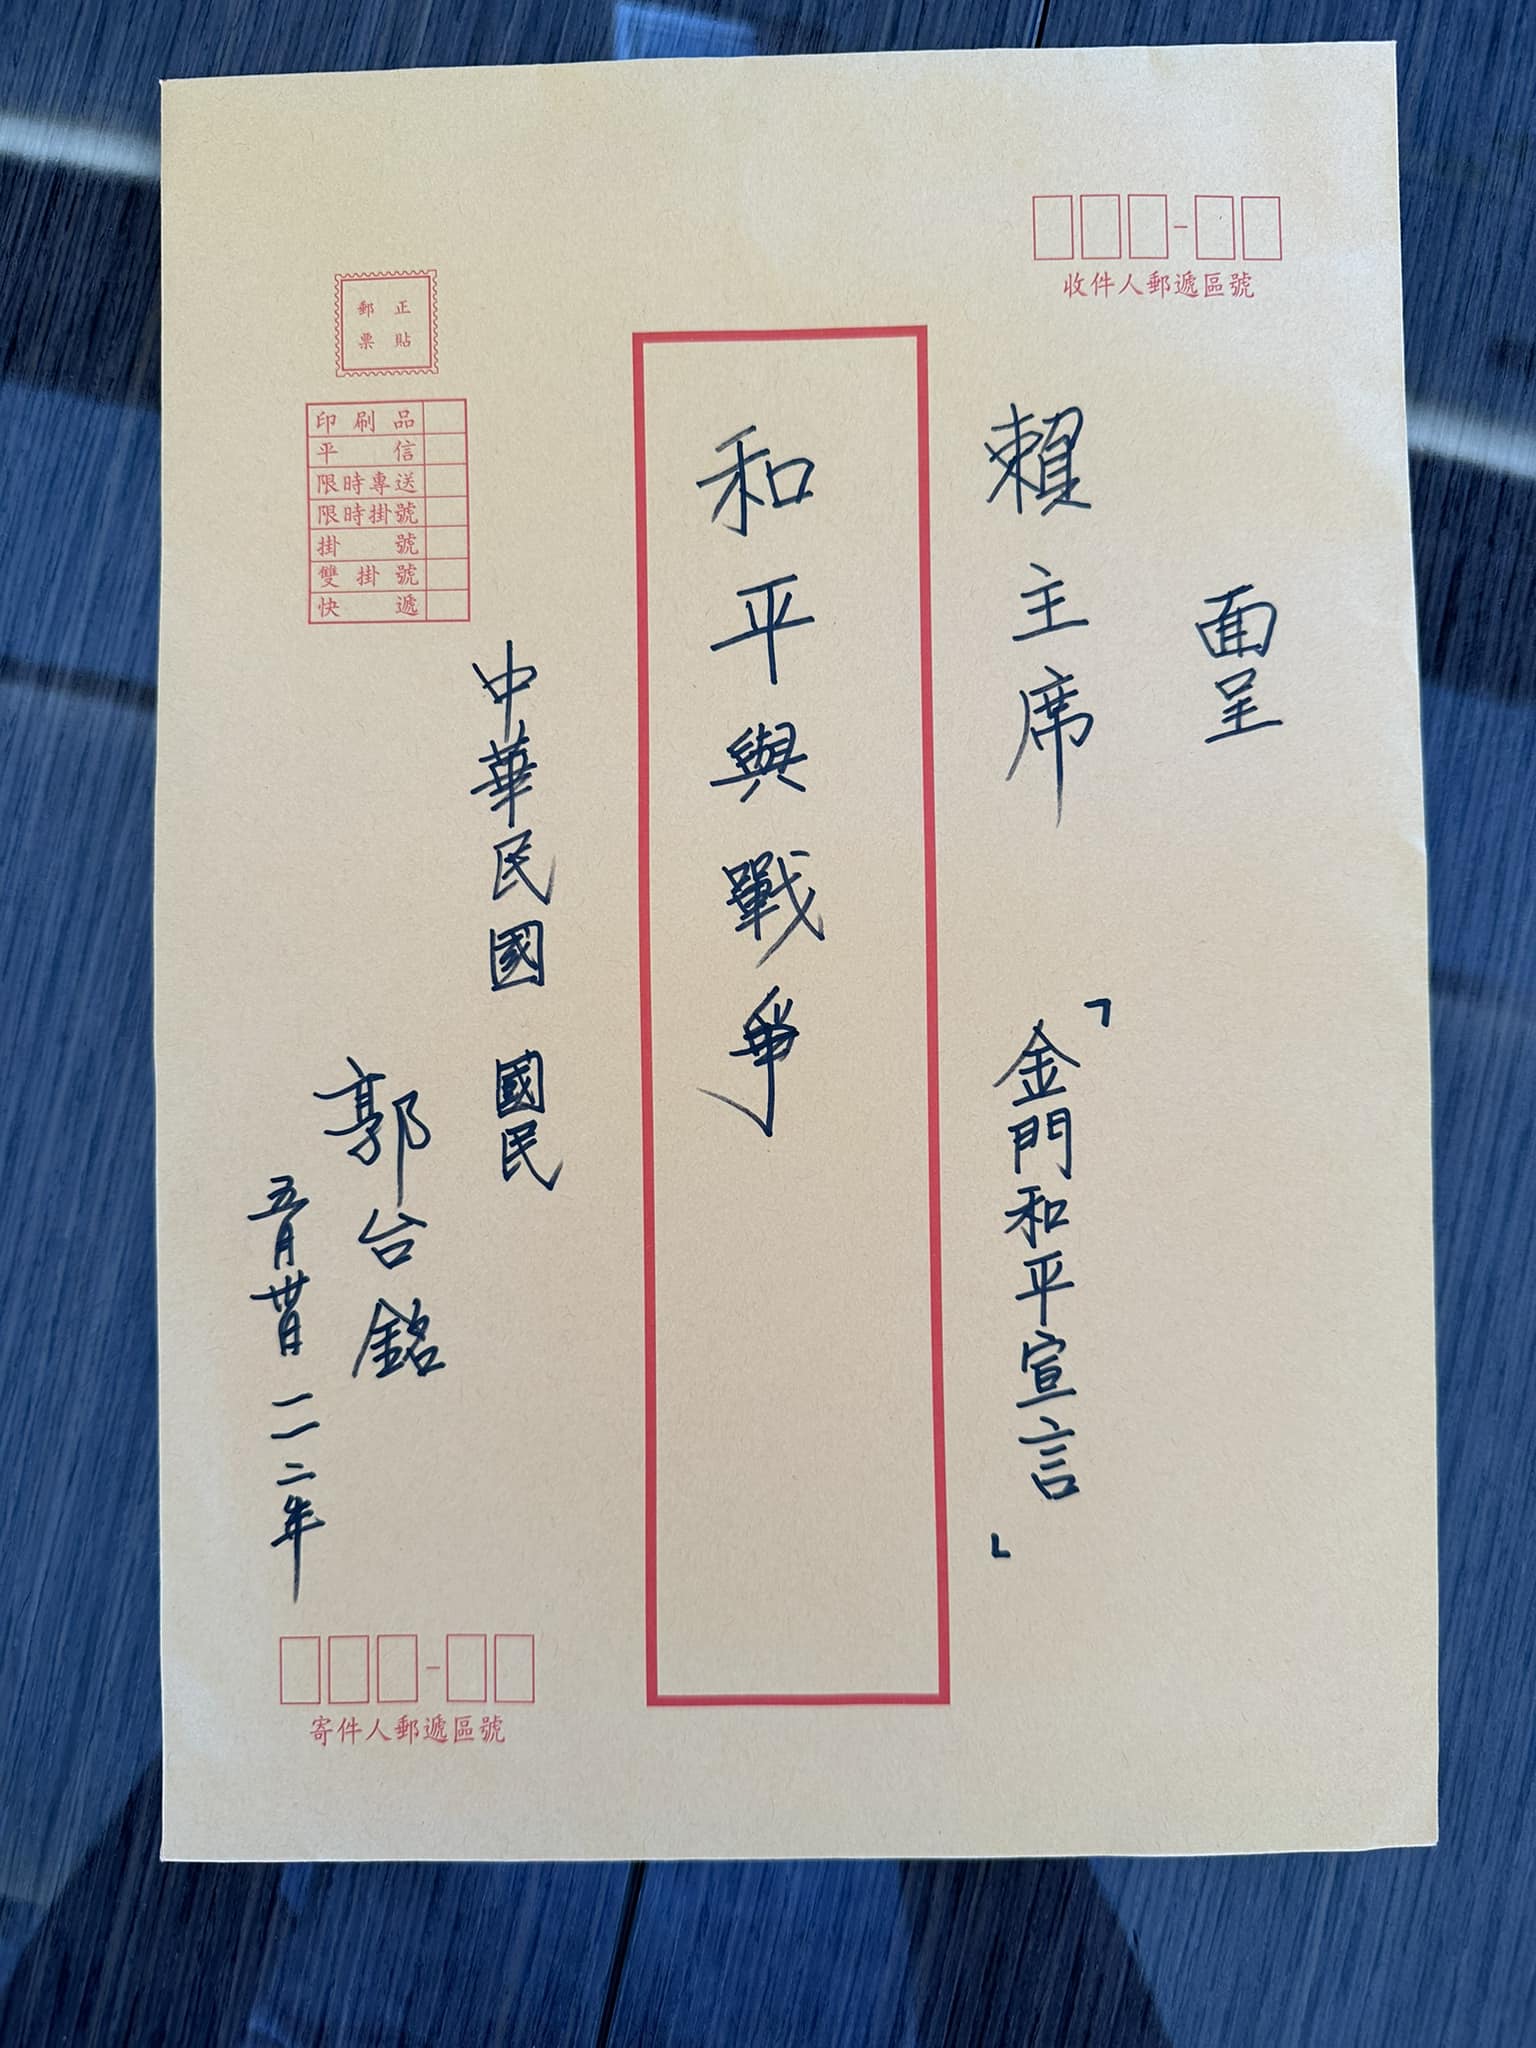 收件人郵遞區號
面呈
賴主席
「金門和平宣言」
和平與戰爭
正貼
郵票
印刷品
平信
限時專送
限時掛號
掛號
雙掛號
快遞
中華民國 國民
郭台銘
五月廿日一一二年
寄件人郵遞區號